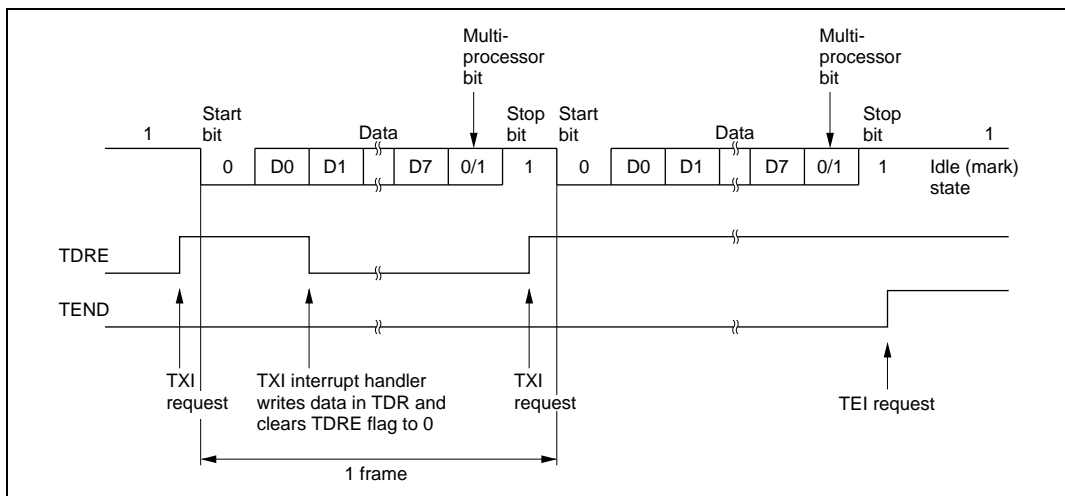 Multi-
processor
bit
Multi-
processor
bit
1
Start
bit
Data
Stop
bit
Start
bit
Data
Stop
bit
1
0 D0 D1 D7 0/1 1 0 D0 D1 D7 0/1 1
Idle (mark)
state
TDRE
TEND
TXI
request
TXI interrupt handler
writes data in TDR and
clears TDRE flag to 0
TXI
request
TEI request
1 frame